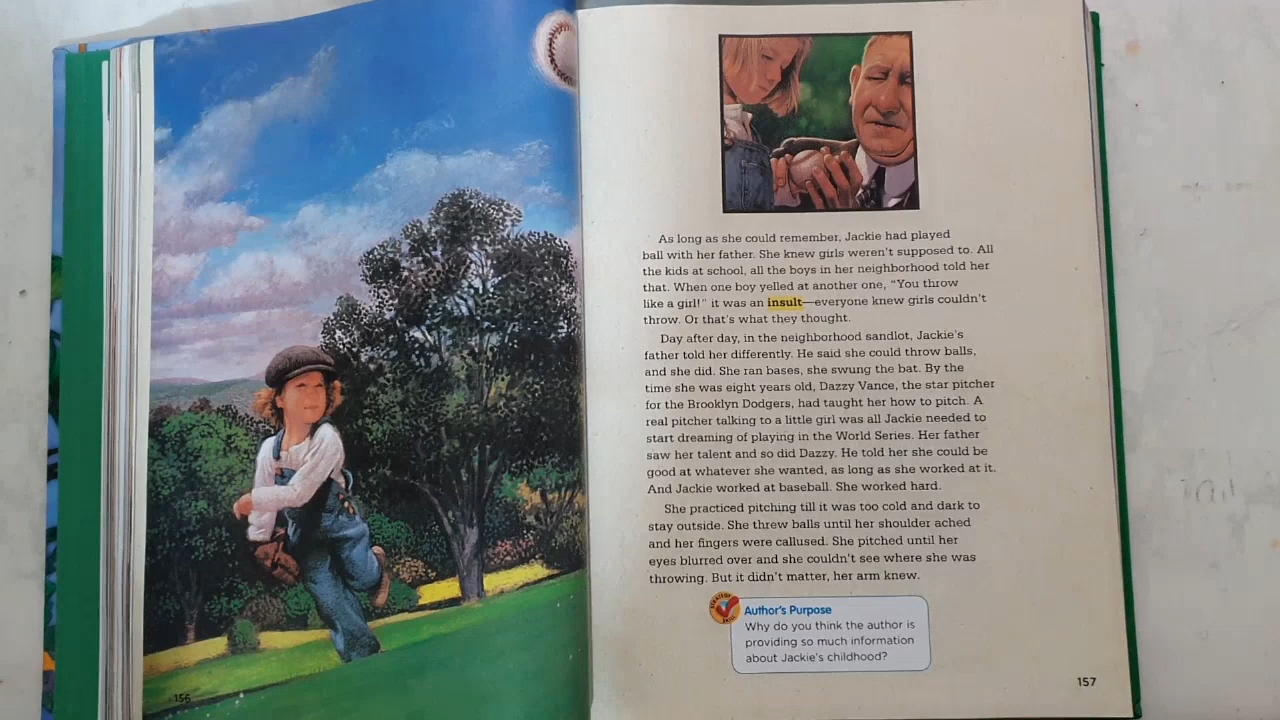 As long as she could remember, Jackie had played
ball with her father. She knew girls weren't supposed to. All
the kids at school, all the boys in her neighborhood told her
that. When one boy yelled at another one, "You throw
like a girl!" it was an insult—everyone knew girls couldn't
throw. Or that's what they thought.
Day after day, in the neighborhood sandlot, Jackie's
father told her differently. He said she could throw balls,
and she did. She ran bases, she swung the bat. By the
time she was eight years old, Dazzy Vance, the star pitcher
for the Brooklyn Dodgers, had taught her how to pitch. A
real pitcher talking to a little girl was all Jackie needed to
start dreaming of playing in the World Series. Her father
saw her talent and so did Dazzy. He told her she could be
good at whatever she wanted, as long as she worked at it.
And Jackie worked at baseball. She worked hard.
She practiced pitching till it was too cold and dark to
stay outside. She threw balls until her shoulder ached
and her fingers were callused. She pitched until her
eyes blurred over and she couldn't see where she was
throwing. But it didn't matter, her arm knew.
STRATEGY
SKILL
Author's Purpose
Why do you think the author is
providing so much information
about Jackie's childhood?
156
157